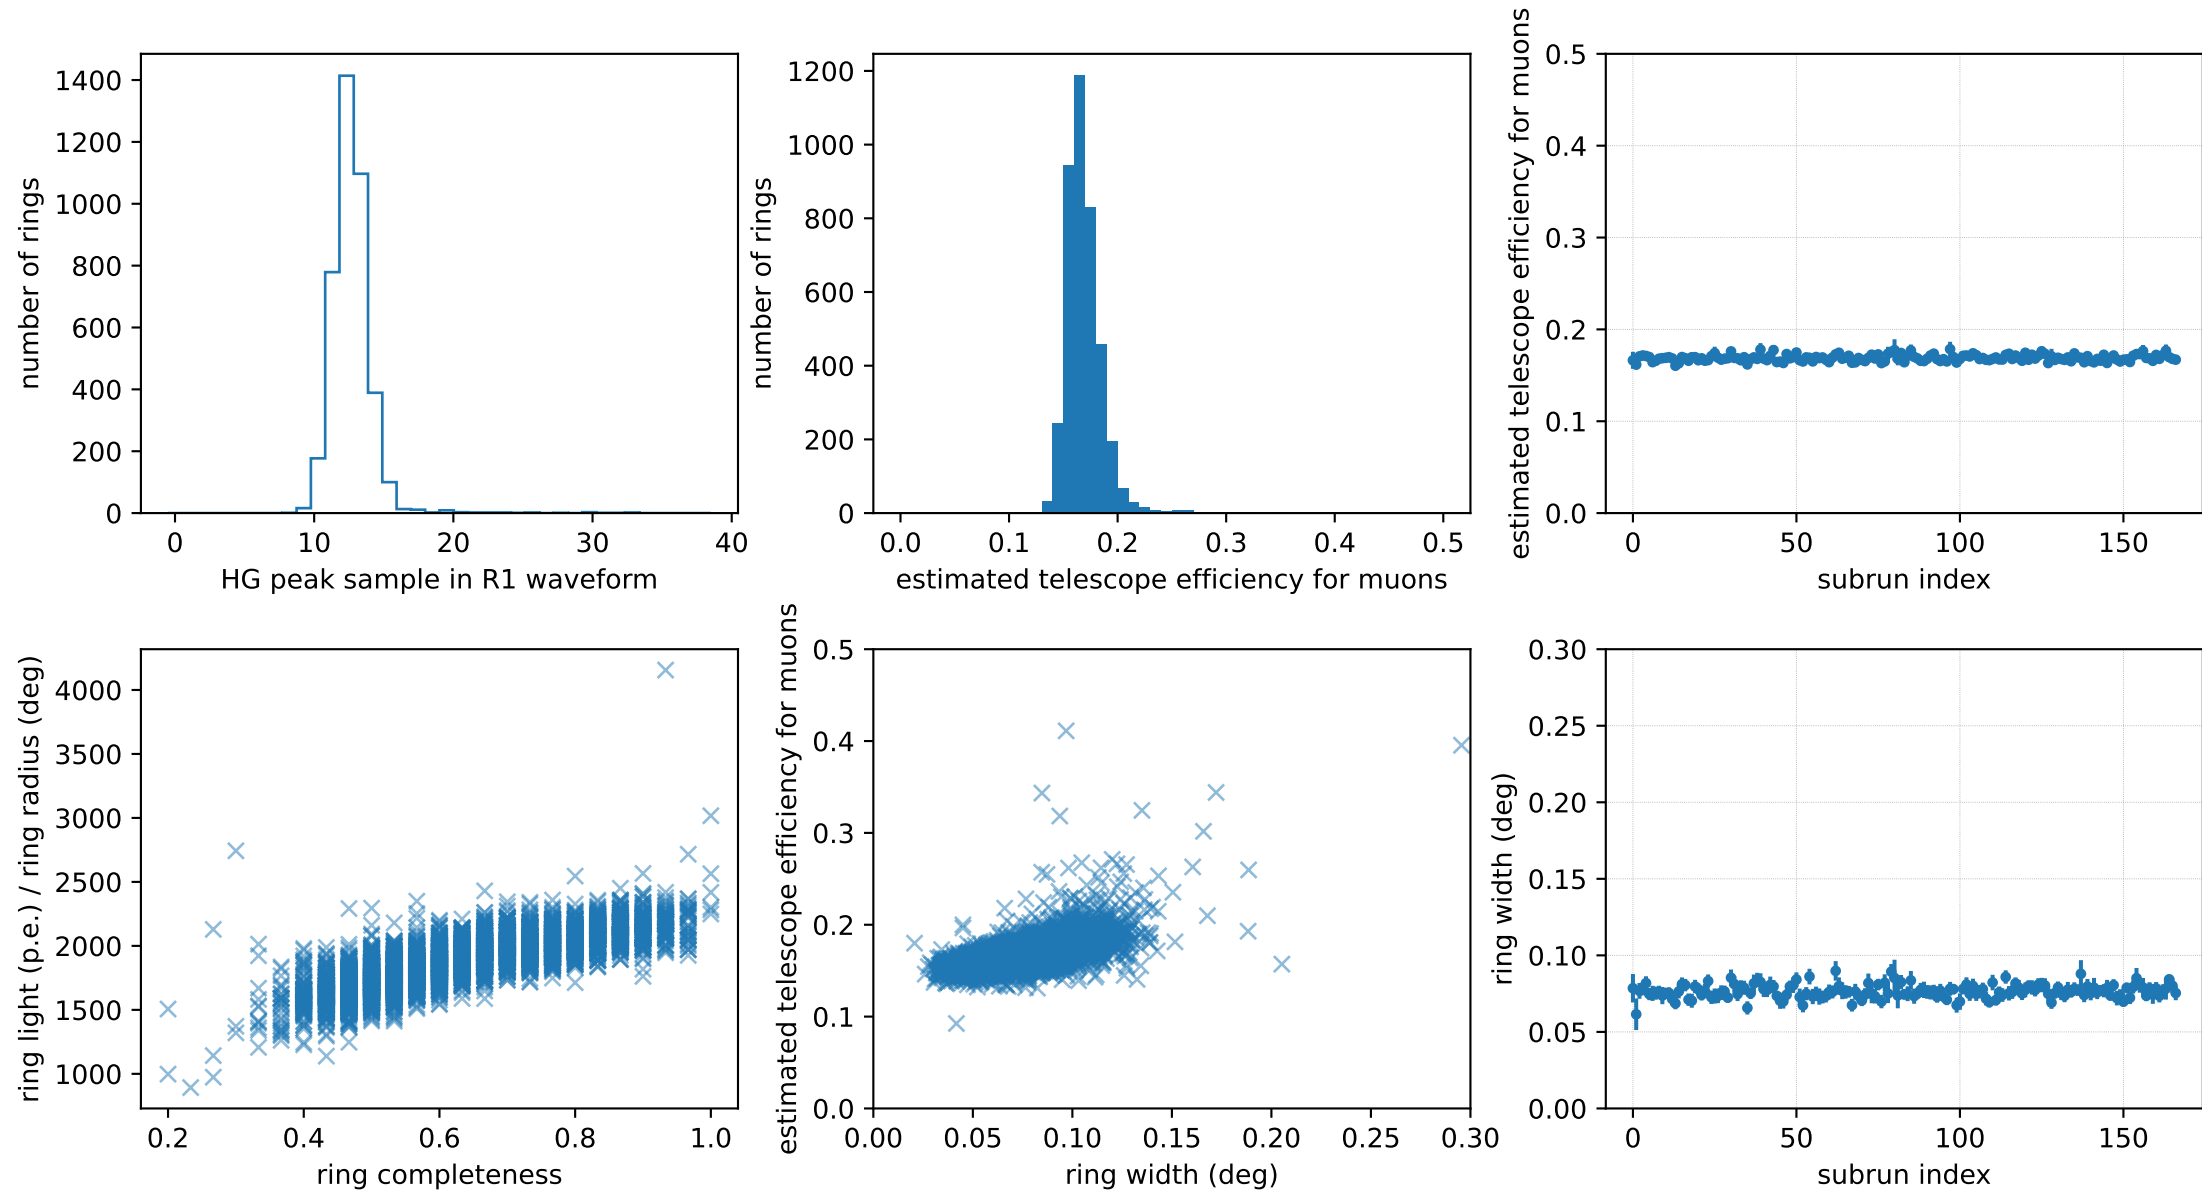 number of rings
1400
1200
1000
800
600
400
200
0
0 10 20 30 40
HG peak sample in R1 waveform
number of rings
1200
1000
800
600
400
200
0
0.0 0.1 0.2 0.3 0.4 0.5
estimated telescope efficiency for muons
estimated telescope efficiency for muons
0.5
0.4
0.3
0.2
0.1
0.0
0 50 100 150
subrun index
ring light (p.e.) / ring radius (deg)
4000
3500
3000
2500
2000
1500
1000
0.2 0.4 0.6 0.8 1.0
ring completeness
estimated telescope efficiency for muons
0.5
0.4
0.3
0.2
0.1
0.0
0.00 0.05 0.10 0.15 0.20 0.25 0.30
ring width (deg)
ring width (deg)
0.30
0.25
0.20
0.15
0.10
0.05
0.00
0 50 100 150
subrun index